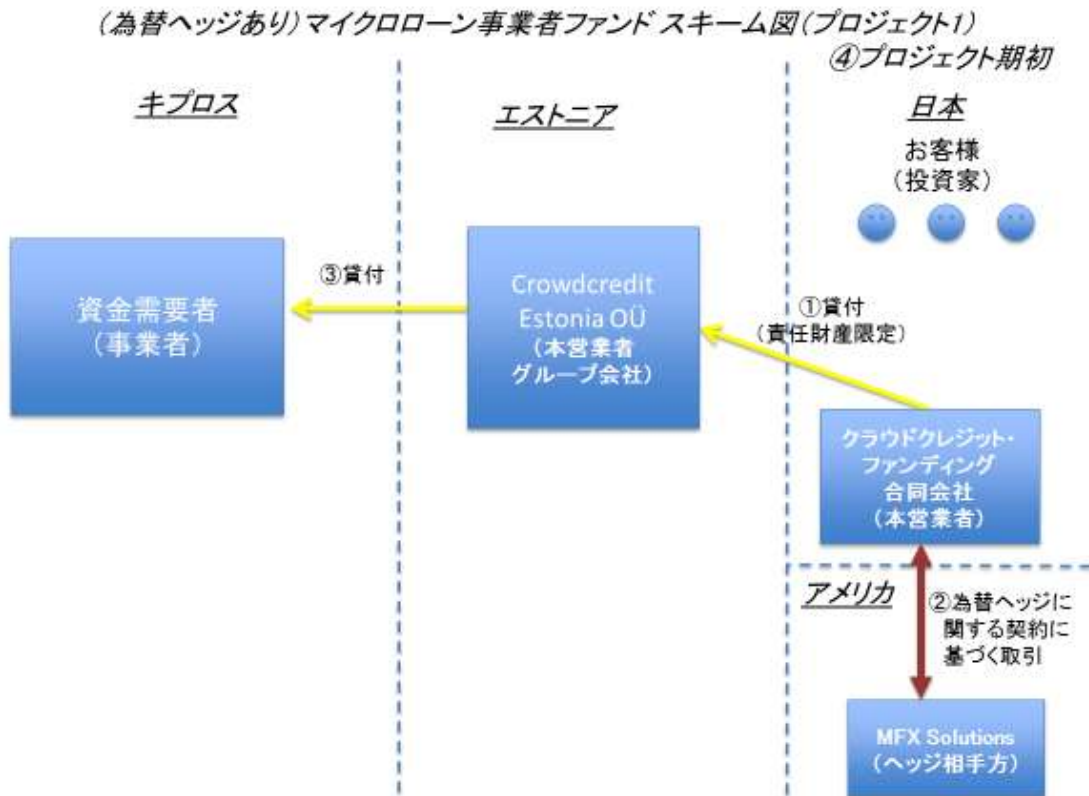 (為替ヘッジあり)マイクロローン事業者ファンド スキーム図(プロジェクト1)
④プロジェクト期初
キプロス
エストニア
日本
お客様
(投資家)
資金需要者
(事業者)
③貸付
Crowdcredit
Estonia OÜ
(本営業者
グループ会社)
①貸付
(責任財産限定)
クラウドクレジット・
ファンディング
合同会社
(本営業者)
アメリカ
②為替ヘッジに
関する契約に
基づく取引
MFX Solutions
(ヘッジ相手方)